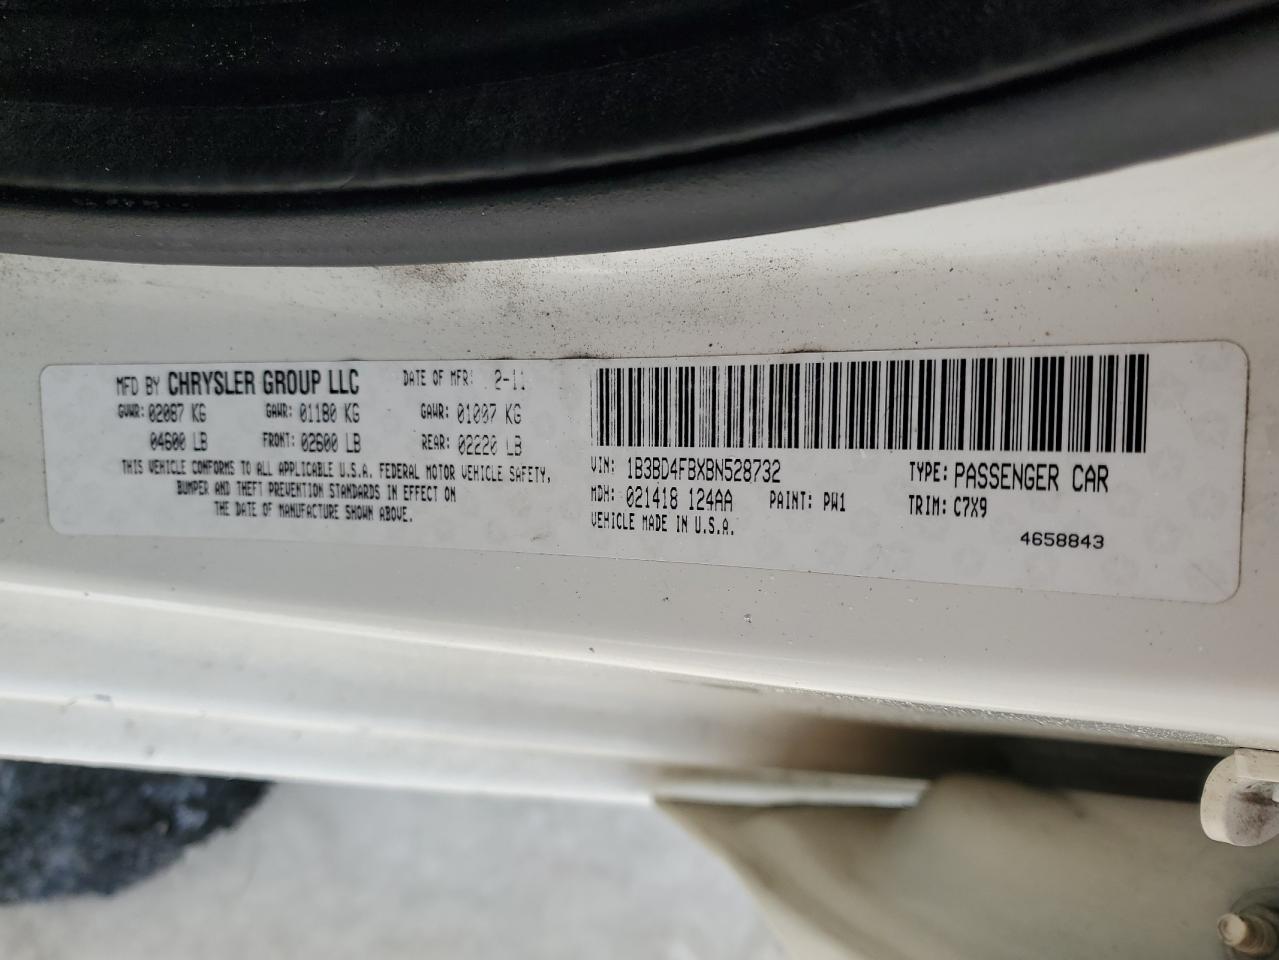 MFD BY CHRYSLER GROUP LLC DATE OF MFR: 2-11
GVWR: 02087 KG GAWR: 01180 KG GAWR: 01007 KG
04600 LB FRONT: 02600 LB REAR: 02220 LB
THIS VEHICLE CONFORMS TO ALL APPLICABLE U.S.A. FEDERAL MOTOR VEHICLE SAFETY,
BUMPER AND THEFT PREVENTION STANDARDS IN EFFECT ON
THE DATE OF MANUFACTURE SHOWN ABOVE.
VIN: 1B3BD4FBXBN528732 TYPE: PASSENGER CAR
MDH: 021418 124AA PAINT: PW1 TRIM: C7X9
VEHICLE MADE IN U.S.A.
4658843